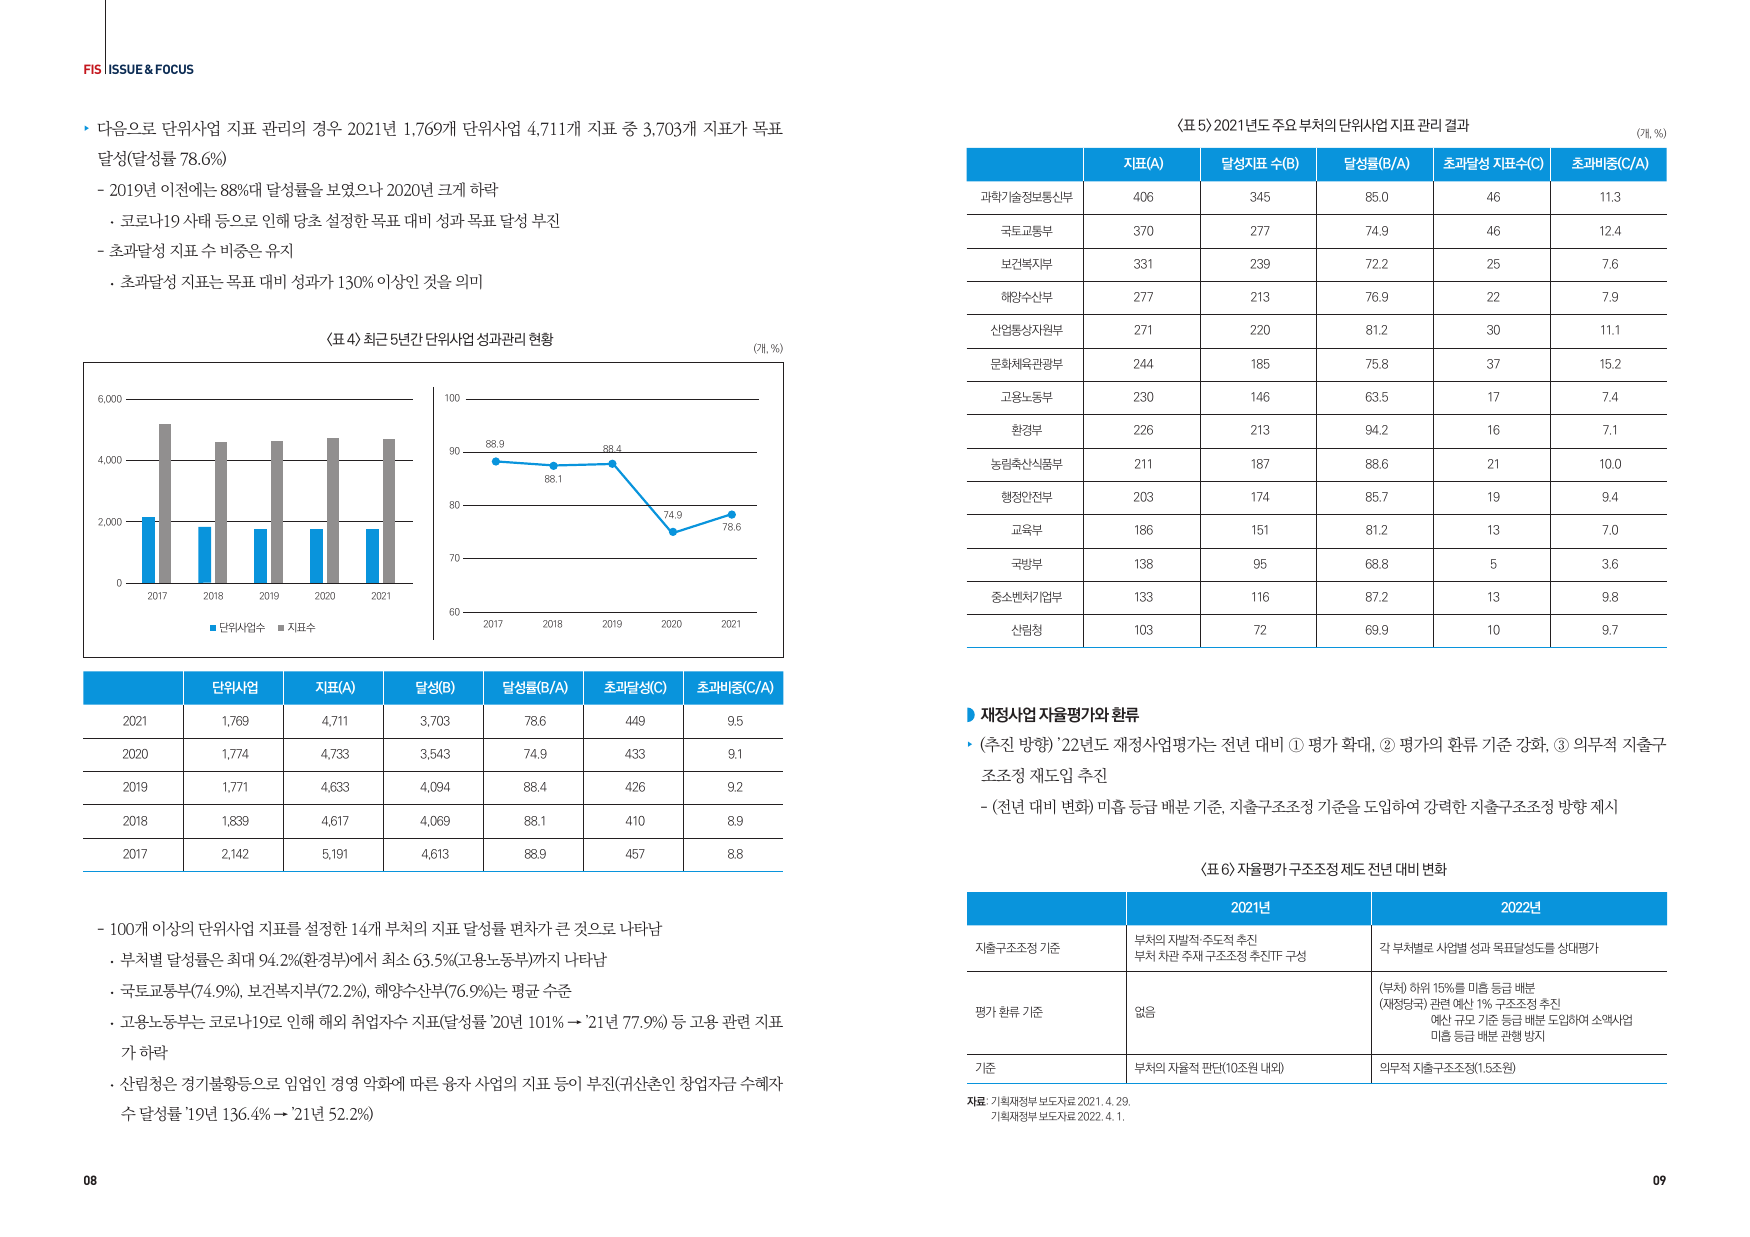 FIS ISSUE & FOCUS
‣ 다음으로 단위사업 지표 관리의 경우 2021년 1,769개 단위사업 4,711개 지표 중 3,703개 지표가 목표
달성(달성률 78.6%)
- 2019년 이전에는 88%대 달성률을 보였으나 2020년 크게 하락
· 코로나19 사태 등으로 인해 당초 설정한 목표 대비 성과 목표 달성 부진
- 초과달성 지표 수 비중은 유지
· 초과달성 지표는 목표 대비 성과가 130% 이상인 것을 의미
〈표 4〉 최근 5년간 단위사업 성과관리 현황
(개, %)
6,000
4,000
2,000
0
2017 2018 2019 2020 2021
단위사업수 지표수
100
90
80
70
60
88.9
88.1
88.4
74.9
78.6
2017 2018 2019 2020 2021
단위사업 지표(A) 달성(B) 달성률(B/A) 초과달성(C) 초과비중(C/A)
2021 1,769 4,711 3,703 78.6 449 9.5
2020 1,774 4,733 3,543 74.9 433 9.1
2019 1,771 4,633 4,094 88.4 426 9.2
2018 1,839 4,617 4,069 88.1 410 8.9
2017 2,142 5,191 4,613 88.9 457 8.8
- 100개 이상의 단위사업 지표를 설정한 14개 부처의 지표 달성률 편차가 큰 것으로 나타남
· 부처별 달성률은 최대 94.2%(환경부)에서 최소 63.5%(고용노동부)까지 나타남
· 국토교통부(74.9%), 보건복지부(72.2%), 해양수산부(76.9%)는 평균 수준
· 고용노동부는 코로나19로 인해 해외 취업자수 지표(달성률 ’20년 101% → ’21년 77.9%) 등 고용 관련 지표
가 하락
· 산림청은 경기불황등으로 임업인 경영 악화에 따른 융자 사업의 지표 등이 부진(귀산촌인 창업자금 수혜자
수 달성률 ’19년 136.4% → ’21년 52.2%)
08
〈표 5〉 2021년도 주요 부처의 단위사업 지표 관리 결과
(개, %)
지표(A) 달성지표 수(B) 달성률(B/A) 초과달성 지표수(C) 초과비중(C/A)
과학기술정보통신부 406 345 85.0 46 11.3
국토교통부 370 277 74.9 46 12.4
보건복지부 331 239 72.2 25 7.6
해양수산부 277 213 76.9 22 7.9
산업통상자원부 271 220 81.2 30 11.1
문화체육관광부 244 185 75.8 37 15.2
고용노동부 230 146 63.5 17 7.4
환경부 226 213 94.2 16 7.1
농림축산식품부 211 187 88.6 21 10.0
행정안전부 203 174 85.7 19 9.4
교육부 186 151 81.2 13 7.0
국방부 138 95 68.8 5 3.6
중소벤처기업부 133 116 87.2 13 9.8
산림청 103 72 69.9 10 9.7
재정사업 자율평가와 환류
‣ (추진 방향) ’22년도 재정사업평가는 전년 대비 ① 평가 확대, ② 평가의 환류 기준 강화, ③ 의무적 지출구
조조정 재도입 추진
- (전년 대비 변화) 미흡 등급 배분 기준, 지출구조조정 기준을 도입하여 강력한 지출구조조정 방향 제시
〈표 6〉 자율평가 구조조정 제도 전년 대비 변화
2021년 2022년
지출구조조정 기준
부처의 자발적·주도적 추진
부처 차관 주재 구조조정 추진TF 구성
각 부처별로 사업별 성과 목표달성도를 상대평가
평가 환류 기준
없음
(부처) 하위 15%를 미흡 등급 배분
(재정당국) 관련 예산 1% 구조조정 추진
예산 규모 기준 등급 배분 도입하여 소액사업
미흡 등급 배분 관행 방지
기준 부처의 자율적 판단(10조원 내외) 의무적 지출구조조정(1.5조원)
자료: 기획재정부 보도자료 2021. 4. 29.
기획재정부 보도자료 2022. 4. 1.
09